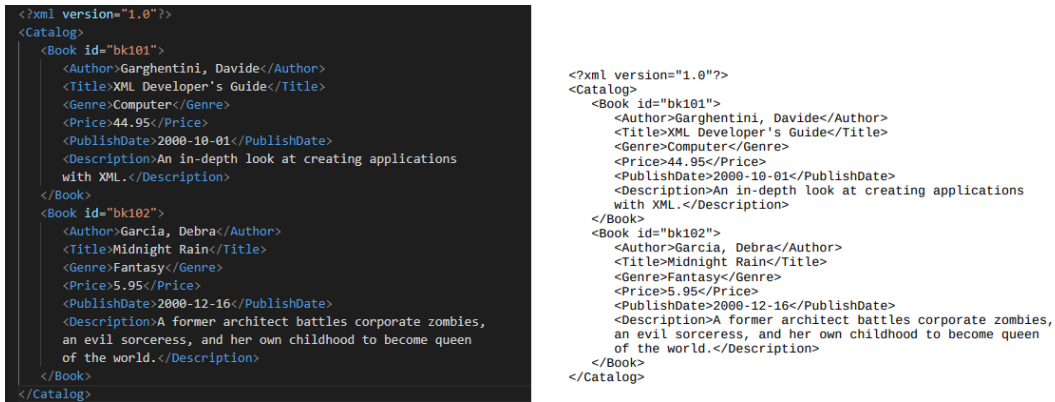 <?xml version="1.0"?>
<Catalog>
   <Book id="bk101">
      <Author>Garghentini, Davide</Author>
      <Title>XML Developer's Guide</Title>
      <Genre>Computer</Genre>
      <Price>44.95</Price>
      <PublishDate>2000-10-01</PublishDate>
      <Description>An in-depth look at creating applications
      with XML.</Description>
   </Book>
   <Book id="bk102">
      <Author>Garcia, Debra</Author>
      <Title>Midnight Rain</Title>
      <Genre>Fantasy</Genre>
      <Price>5.95</Price>
      <PublishDate>2000-12-16</PublishDate>
      <Description>A former architect battles corporate zombies,
      an evil sorceress, and her own childhood to become queen
      of the world.</Description>
   </Book>
</Catalog>
<?xml version="1.0"?>
<Catalog>
   <Book id="bk101">
      <Author>Garghentini, Davide</Author>
      <Title>XML Developer's Guide</Title>
      <Genre>Computer</Genre>
      <Price>44.95</Price>
      <PublishDate>2000-10-01</PublishDate>
      <Description>An in-depth look at creating applications
      with XML.</Description>
   </Book>
   <Book id="bk102">
      <Author>Garcia, Debra</Author>
      <Title>Midnight Rain</Title>
      <Genre>Fantasy</Genre>
      <Price>5.95</Price>
      <PublishDate>2000-12-16</PublishDate>
      <Description>A former architect battles corporate zombies,
      an evil sorceress, and her own childhood to become queen
      of the world.</Description>
   </Book>
</Catalog>